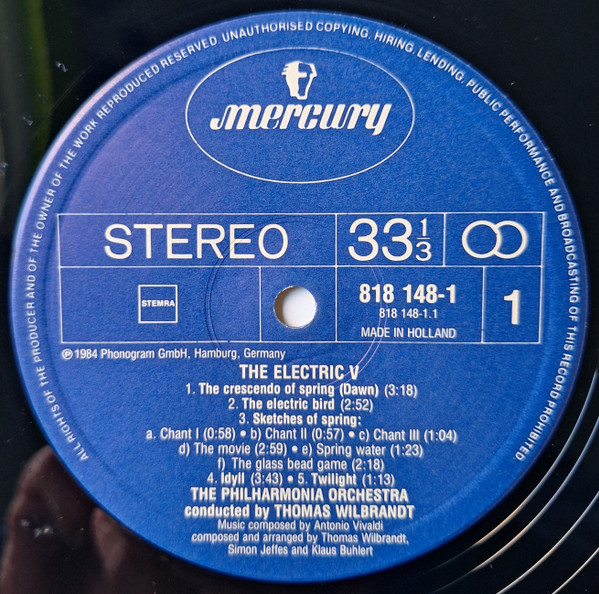 ALL RIGHTS OF THE PRODUCER AND OF THE OWNER OF THE WORK REPRODUCED RESERVED. UNAUTHORISED COPYING, HIRING, LENDING, PUBLIC PERFORMANCE AND BROADCASTING OF THIS RECORD PROHIBITED.
mercury
STEREO
33 1/3
STEMRA
818 148-1
818 148-1.1
MADE IN HOLLAND
1
℗ 1984 Phonogram GmbH, Hamburg, Germany
THE ELECTRIC V
1. The crescendo of spring (Dawn) (3:18)
2. The electric bird (2:52)
3. Sketches of spring:
a. Chant I (0:58) • b) Chant II (0:57) • c) Chant III (1:04)
d) The movie (2:59) • e) Spring water (1:23)
f) The glass bead game (2:18)
4. Idyll (3:43) • 5. Twilight (1:13)
THE PHILHARMONIA ORCHESTRA
conducted by THOMAS WILBRANDT
Music composed by Antonio Vivaldi
composed and arranged by Thomas Wilbrandt,
Simon Jeffes and Klaus Buhlert